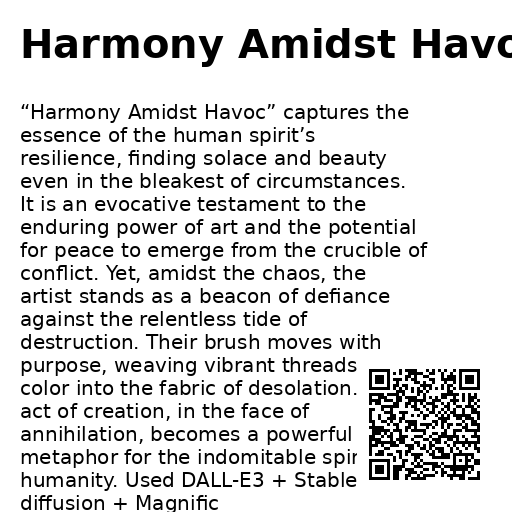 Harmony Amidst Havo
“Harmony Amidst Havoc” captures the
essence of the human spirit’s
resilience, finding solace and beauty
even in the bleakest of circumstances.
It is an evocative testament to the
enduring power of art and the potential
for peace to emerge from the crucible of
conflict. Yet, amidst the chaos, the
artist stands as a beacon of defiance
against the relentless tide of
destruction. Their brush moves with
purpose, weaving vibrant threads
color into the fabric of desolation.
act of creation, in the face of
annihilation, becomes a powerful
metaphor for the indomitable spir
humanity. Used DALL-E3 + Stable
diffusion + Magnific